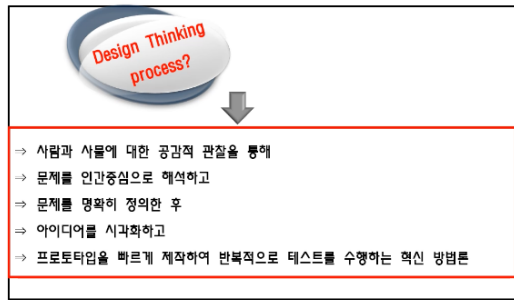 Design Thinking
process?
⇒ 사람과 사물에 대한 공감적 관찰을 통해
⇒ 문제를 인간중심으로 해석하고
⇒ 문제를 명확히 정의한 후
⇒ 아이디어를 시각화하고
⇒ 프로토타입을 빠르게 제작하여 반복적으로 테스트를 수행하는 혁신 방법론